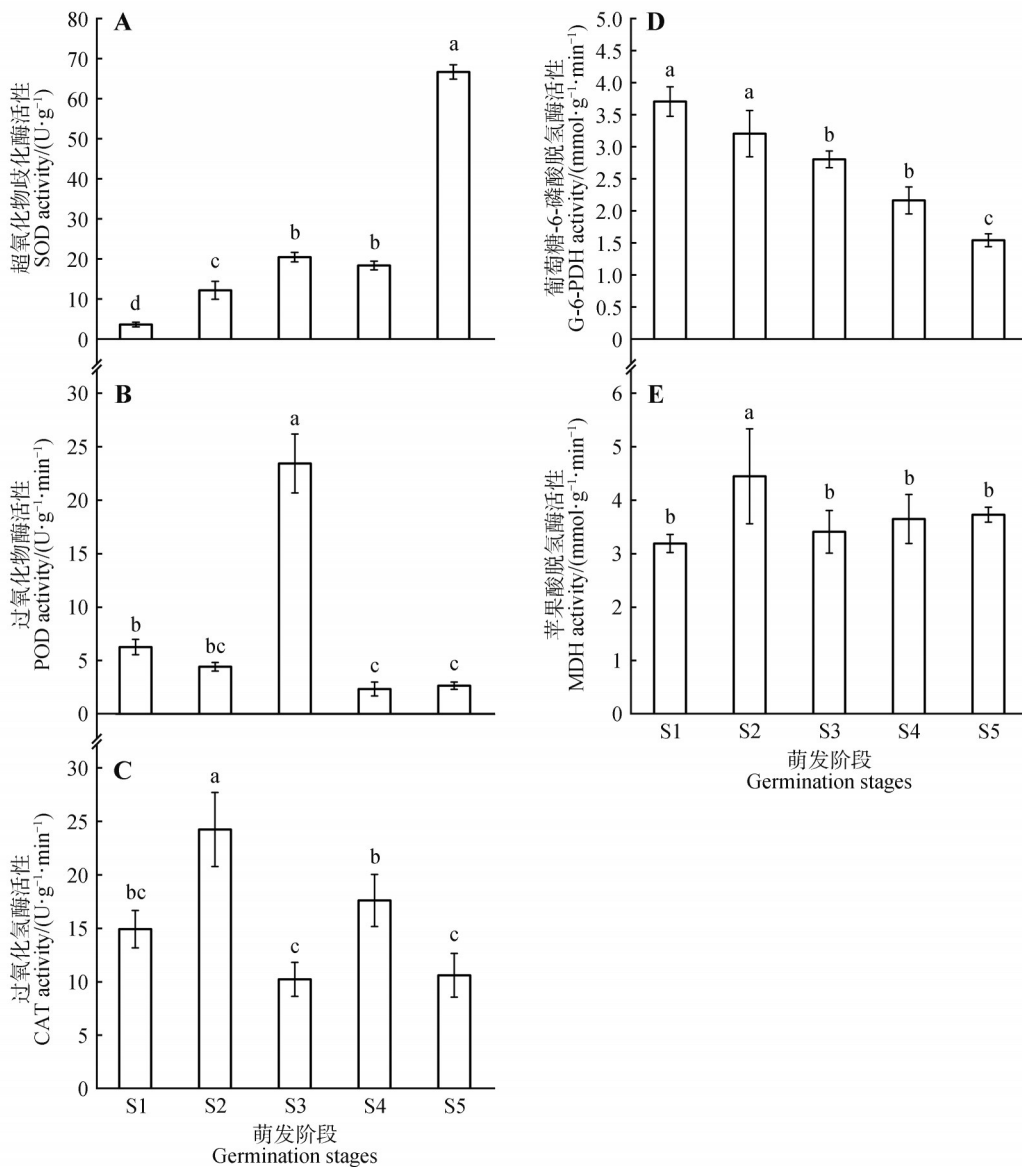 A
超氧化物歧化酶活性
SOD activity/(U·g⁻¹)
80
70
60
50
40
30
20
10
0
d
c
b
b
a
B
过氧化物酶活性
POD activity/(U·g⁻¹·min⁻¹)
30
25
20
15
10
5
0
b
bc
a
c
c
C
过氧化氢酶活性
CAT activity/(U·g⁻¹·min⁻¹)
30
25
20
15
10
5
0
bc
a
c
b
c
S1 S2 S3 S4 S5
萌发阶段
Germination stages
D
葡萄糖-6-磷酸脱氢酶活性
G-6-PDH activity/(mmol·g⁻¹·min⁻¹)
5.0
4.5
4.0
3.5
3.0
2.5
2.0
1.5
1.0
0.5
0
a
a
b
b
c
E
苹果酸脱氢酶活性
MDH activity/(mmol·g⁻¹·min⁻¹)
6
5
4
3
2
1
0
b
a
b
b
b
S1 S2 S3 S4 S5
萌发阶段
Germination stages